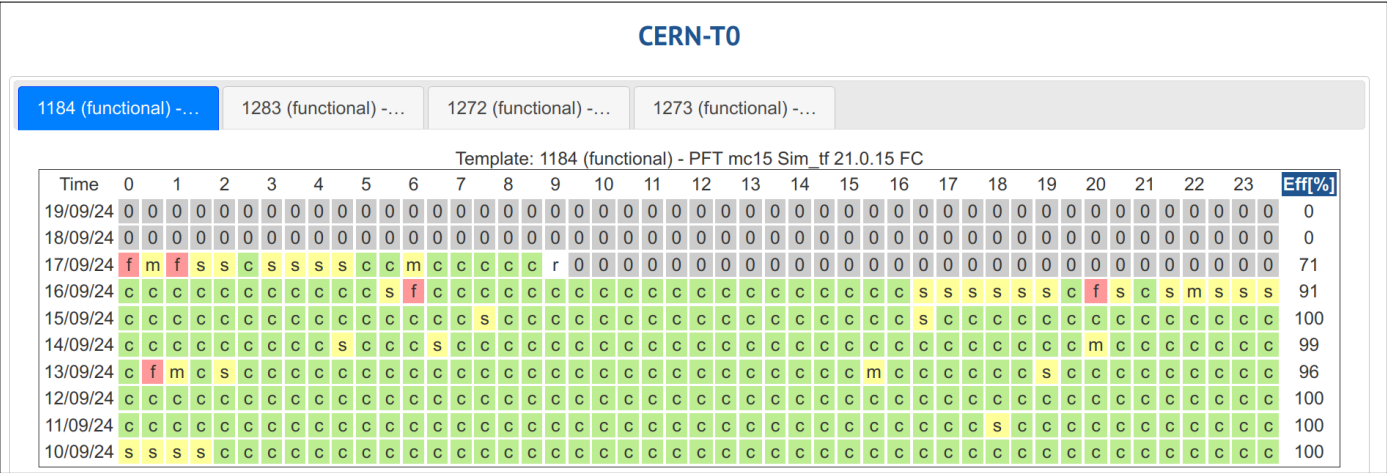 CERN-T0
1184 (functional) -… 1283 (functional) -… 1272 (functional) -… 1273 (functional) -…
Template: 1184 (functional) - PFT mc15 Sim_tf 21.0.15 FC
Time 0 1 2 3 4 5 6 7 8 9 10 11 12 13 14 15 16 17 18 19 20 21 22 23 Eff[%]
19/09/24 0 0 0 0 0 0 0 0 0 0 0 0 0 0 0 0 0 0 0 0 0 0 0 0 0 0 0 0 0 0 0 0 0 0 0 0 0 0 0 0 0 0 0 0 0 0 0 0 0
18/09/24 0 0 0 0 0 0 0 0 0 0 0 0 0 0 0 0 0 0 0 0 0 0 0 0 0 0 0 0 0 0 0 0 0 0 0 0 0 0 0 0 0 0 0 0 0 0 0 0 0
17/09/24 f m f s s c s s s s c c m c c c c c r 0 0 0 0 0 0 0 0 0 0 0 0 0 0 0 0 0 0 0 0 0 0 0 0 0 0 0 0 0 71
16/09/24 c c c c c c c c c c c s f c c c c c c c c c c c c c c c c c c c c s s s s s s c f s c s m s s s 91
15/09/24 c c c c c c c c c c c c c c c s c c c c c c c c c c c c c c c c c s c c c c c c c c c c c c c c 100
14/09/24 c c c c c c c c c s c c c s c c c c c c c c c c c c c c c c c c c c c c c c c c m c c c c c c c 99
13/09/24 c f m c s c c c c c c c c c c c c c c c c c c c c c c c c c c m c c c c c c s c c c c c c c c c 96
12/09/24 c c c c c c c c c c c c c c c c c c c c c c c c c c c c c c c c c c c c c c c c c c c c c c c c 100
11/09/24 c c c c c c c c c c c c c c c c c c c c c c c c c c c c c c c c c c c c s c c c c c c c c c c c 100
10/09/24 s s s s c c c c c c c c c c c c c c c c c c c c c c c c c c c c c c c c c c c c c c c c c c c c 100